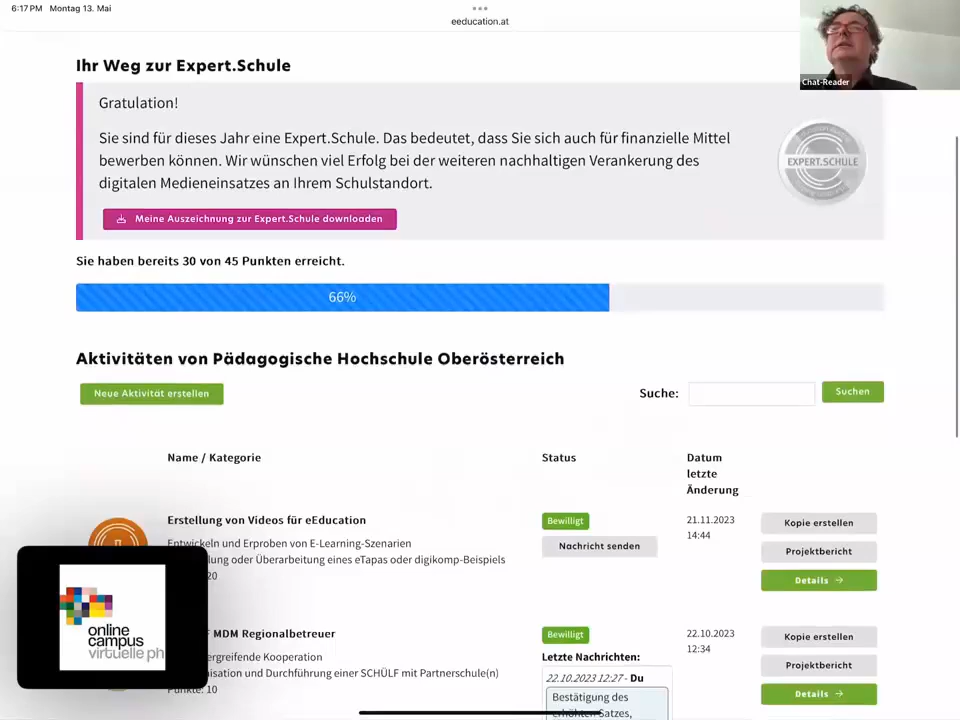 6:17 PM Montag 13. Mai
eeducation.at
Chat-Reader
Ihr Weg zur Expert.Schule
Gratulation!
Sie sind für dieses Jahr eine Expert.Schule. Das bedeutet, dass Sie sich auch für finanzielle Mittel
bewerben können. Wir wünschen viel Erfolg bei der weiteren nachhaltigen Verankerung des
digitalen Medieneinsatzes an Ihrem Schulstandort.
EXPERT.SCHULE
Meine Auszeichnung zur Expert.Schule downloaden
Sie haben bereits 30 von 45 Punkten erreicht.
66%
Aktivitäten von Pädagogische Hochschule Oberösterreich
Neue Aktivität erstellen
Suche:
Suchen
Name / Kategorie
Status
Datum
letzte
Änderung
Erstellung von Videos für eEducation
Entwickeln und Erproben von E-Learning-Szenarien
lung oder Überarbeitung eines eTapas oder digikomp-Beispiels
20
Bewilligt
Nachricht senden
21.11.2023
14:44
Kopie erstellen
Projektbericht
Details →
MDM Regionalbetreuer
ergreifende Kooperation
nisation und Durchführung einer SCHÜLF mit Partnerschule(n)
Punkte: 10
Bewilligt
Letzte Nachrichten:
22.10.2023 12:27 - Du
Bestätigung des
erhöhten Satzes,
22.10.2023
12:34
Kopie erstellen
Projektbericht
Details →
online
campus
virtuelle ph